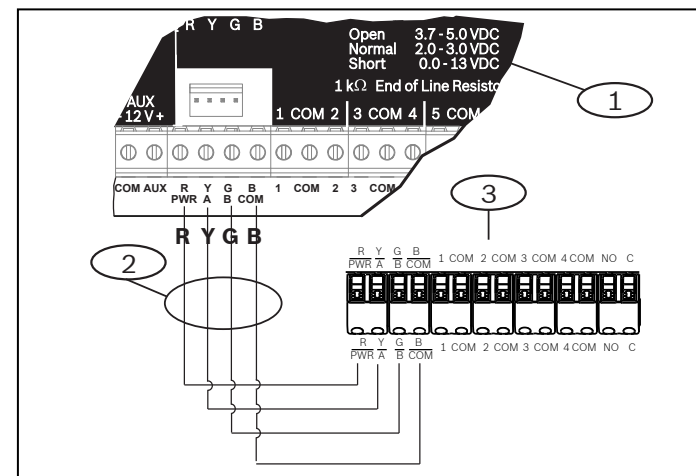 R Y G B
Open 3.7 - 5.0 VDC
Normal 2.0 - 3.0 VDC
Short 0.0 - 13 VDC
1 kΩ End of Line Resisto
AUX
- 12 V +
1 COM 2 3 COM 4 5 COM
COM AUX R Y G B 1 COM 2 3 COM
PWR A B COM
R Y G B
1
2
3
R Y G B 1 COM 2 COM 3 COM 4 COM NO C
PWR A B COM
R Y G B 1 COM 2 COM 3 COM 4 COM NO C
PWR A B COM